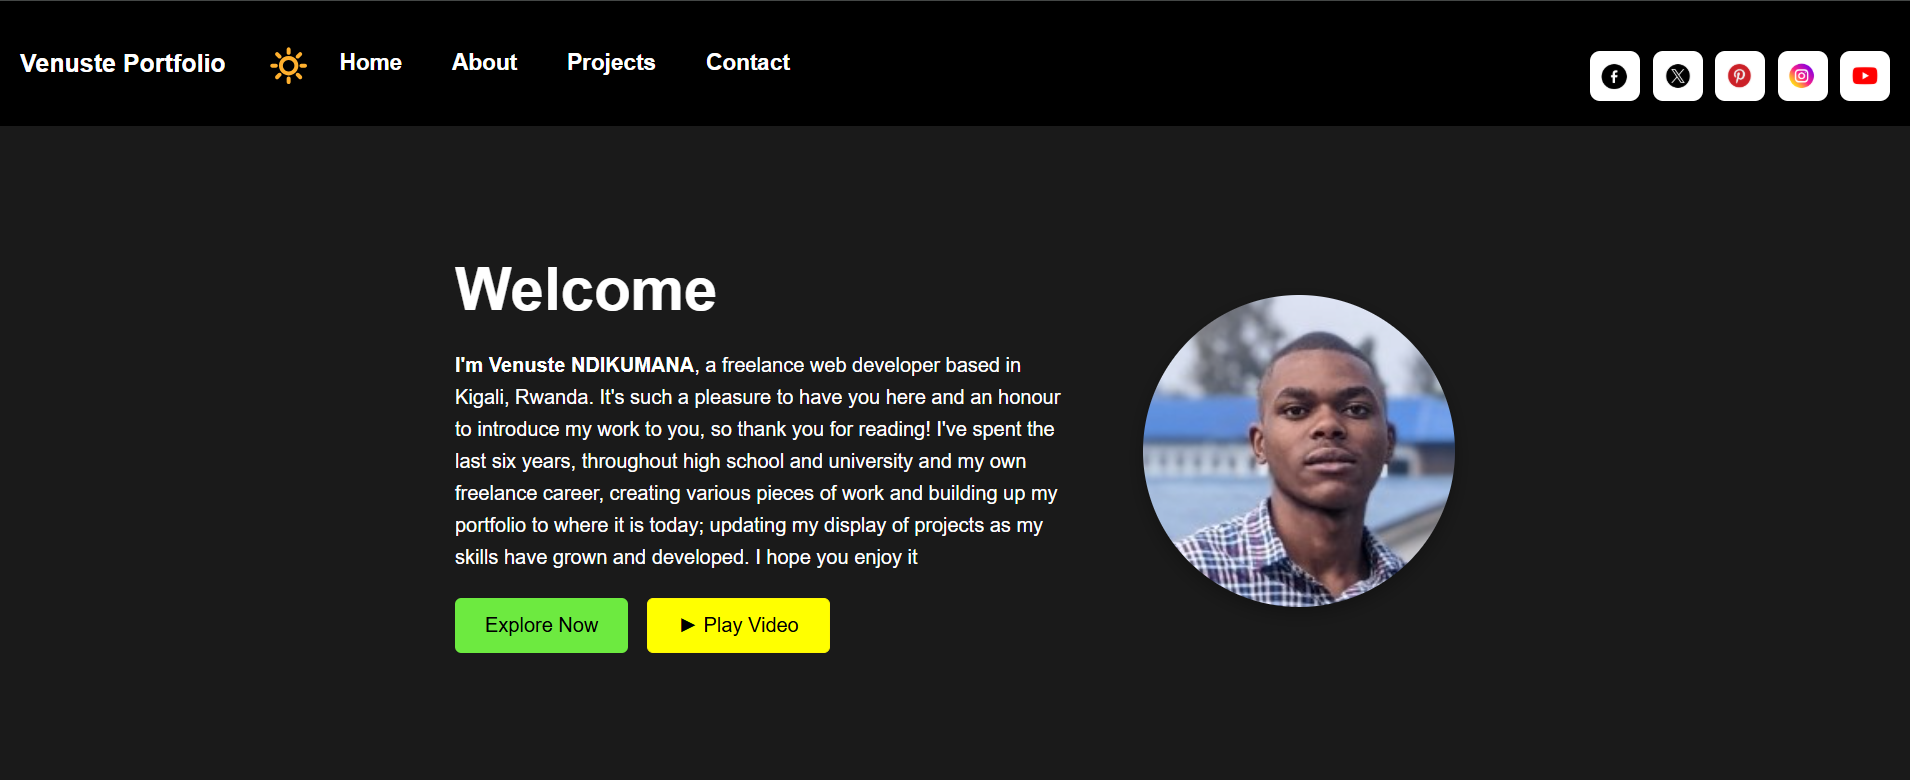 Venuste Portfolio
Home
About
Projects
Contact
Welcome
I'm Venuste NDIKUMANA, a freelance web developer based in
Kigali, Rwanda. It's such a pleasure to have you here and an honour
to introduce my work to you, so thank you for reading! I've spent the
last six years, throughout high school and university and my own
freelance career, creating various pieces of work and building up my
portfolio to where it is today; updating my display of projects as my
skills have grown and developed. I hope you enjoy it
Explore Now
► Play Video